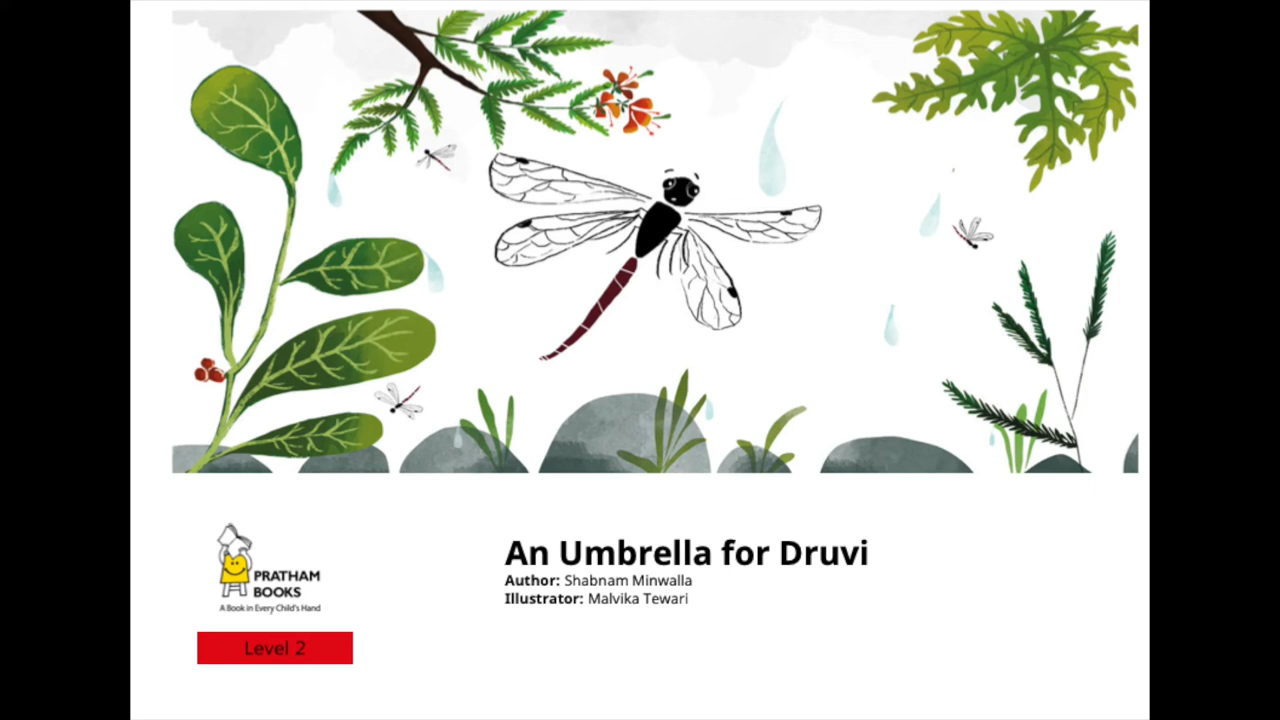 An Umbrella for Druvi
Author: Shabnam Minwalla
Illustrator: Malvika Tewari
PRATHAM
BOOKS
A Book in Every Child's Hand
Level 2